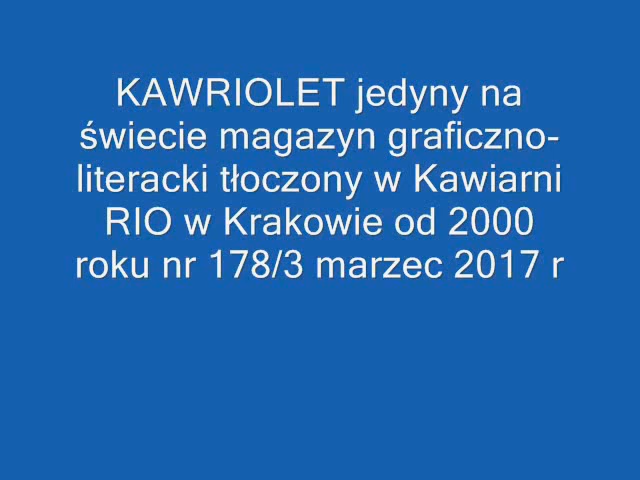 KAWRIOLET jedyny na
świecie magazyn graficzno-
literacki tłoczony w Kawiarni
RIO w Krakowie od 2000
roku nr 178/3 marzec 2017 r